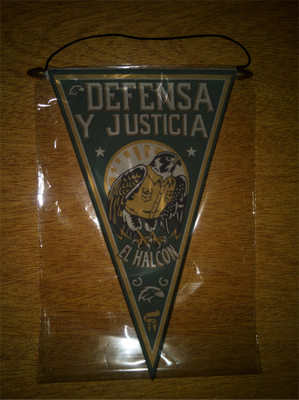 DEFENSA
Y JUSTICIA
EL HALCON